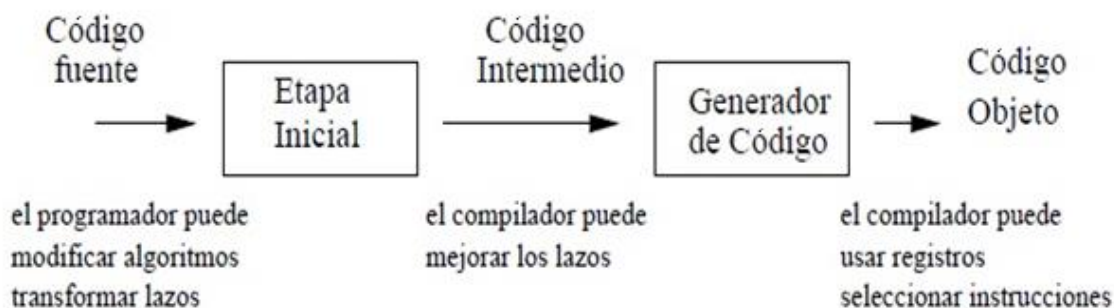 Código
fuente
Etapa
Inicial
Código
Intermedio
Generador
de Código
Código
Objeto
el programador puede
modificar algoritmos
transformar lazos
el compilador puede
mejorar los lazos
el compilador puede
usar registros
seleccionar instrucciones